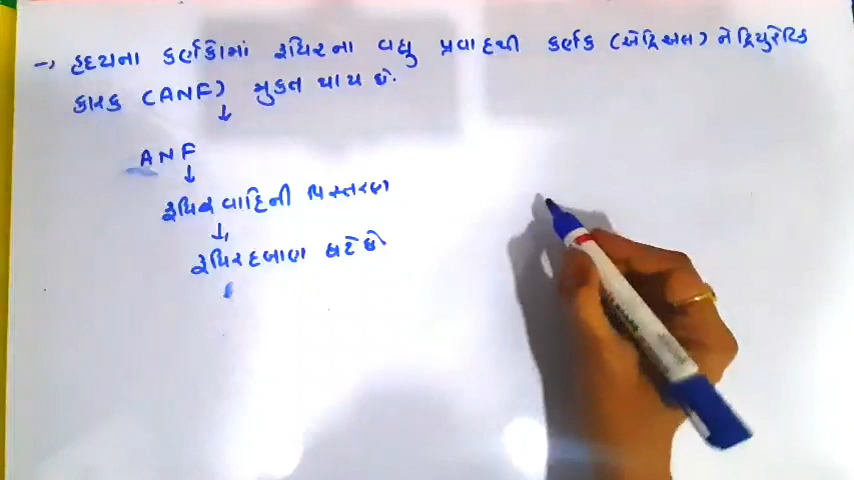 → હૃદયના કર્ણકોમાં રુધિરના વધુ પ્રવાહથી કર્ણક (એટ્રિઅલ) નેટ્રિયુરેટિક
કારક (ANF) મુક્ત થાય છે.
↓
ANF
↓
રુધિરવાહિની વિસ્તરણ
↓
રુધિરદબાણ ઘટે છે